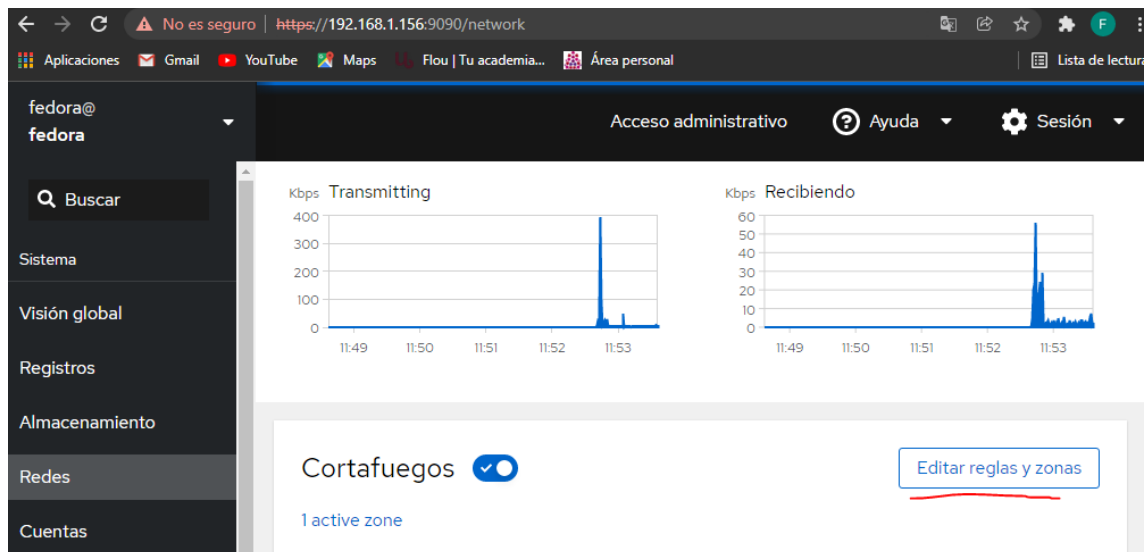 No es seguro https://192.168.1.156:9090/network F
Aplicaciones Gmail YouTube Maps Flou | Tu academia... Área personal Lista de lectura
fedora@
fedora
Acceso administrativo Ayuda Sesión
Buscar
Sistema
Visión global
Registros
Almacenamiento
Redes
Cuentas
Kbps Transmitting
400
300
200
100
0
11:49 11:50 11:51 11:52 11:53
Kbps Recibiendo
60
50
40
30
20
10
0
11:49 11:50 11:51 11:52 11:53
Cortafuegos Editar reglas y zonas
1 active zone